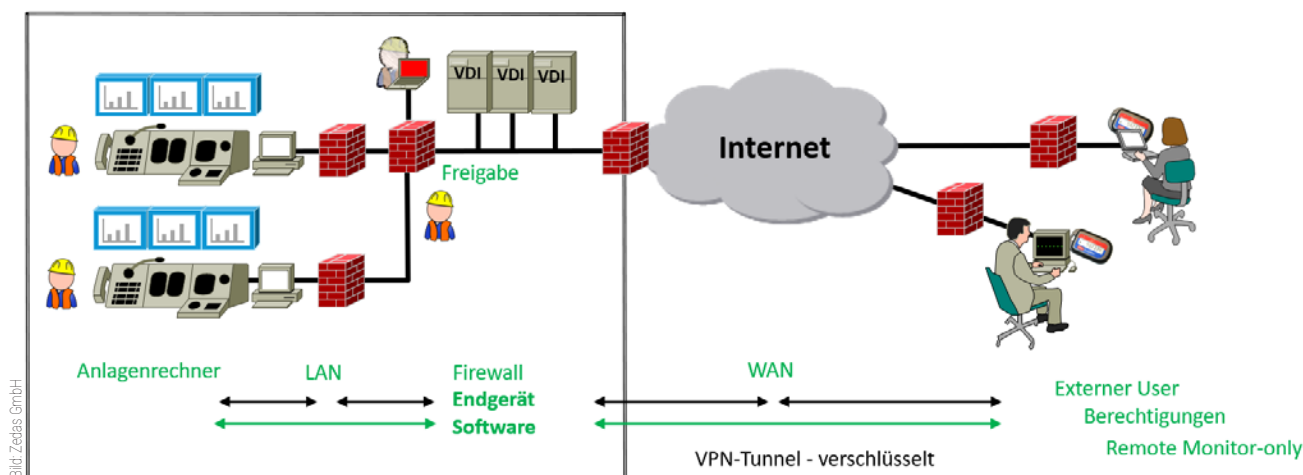 VDI VDI VDI
Internet
Freigabe
Anlagenrechner
LAN
Firewall
Endgerät
Software
WAN
Externer User
Berechtigungen
Remote Monitor-only
VPN-Tunnel - verschlüsselt
Bild: Zedas GmbH